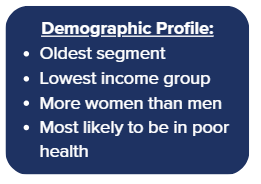 Demographic Profile:
• Oldest segment
• Lowest income group
• More women than men
• Most likely to be in poor
health